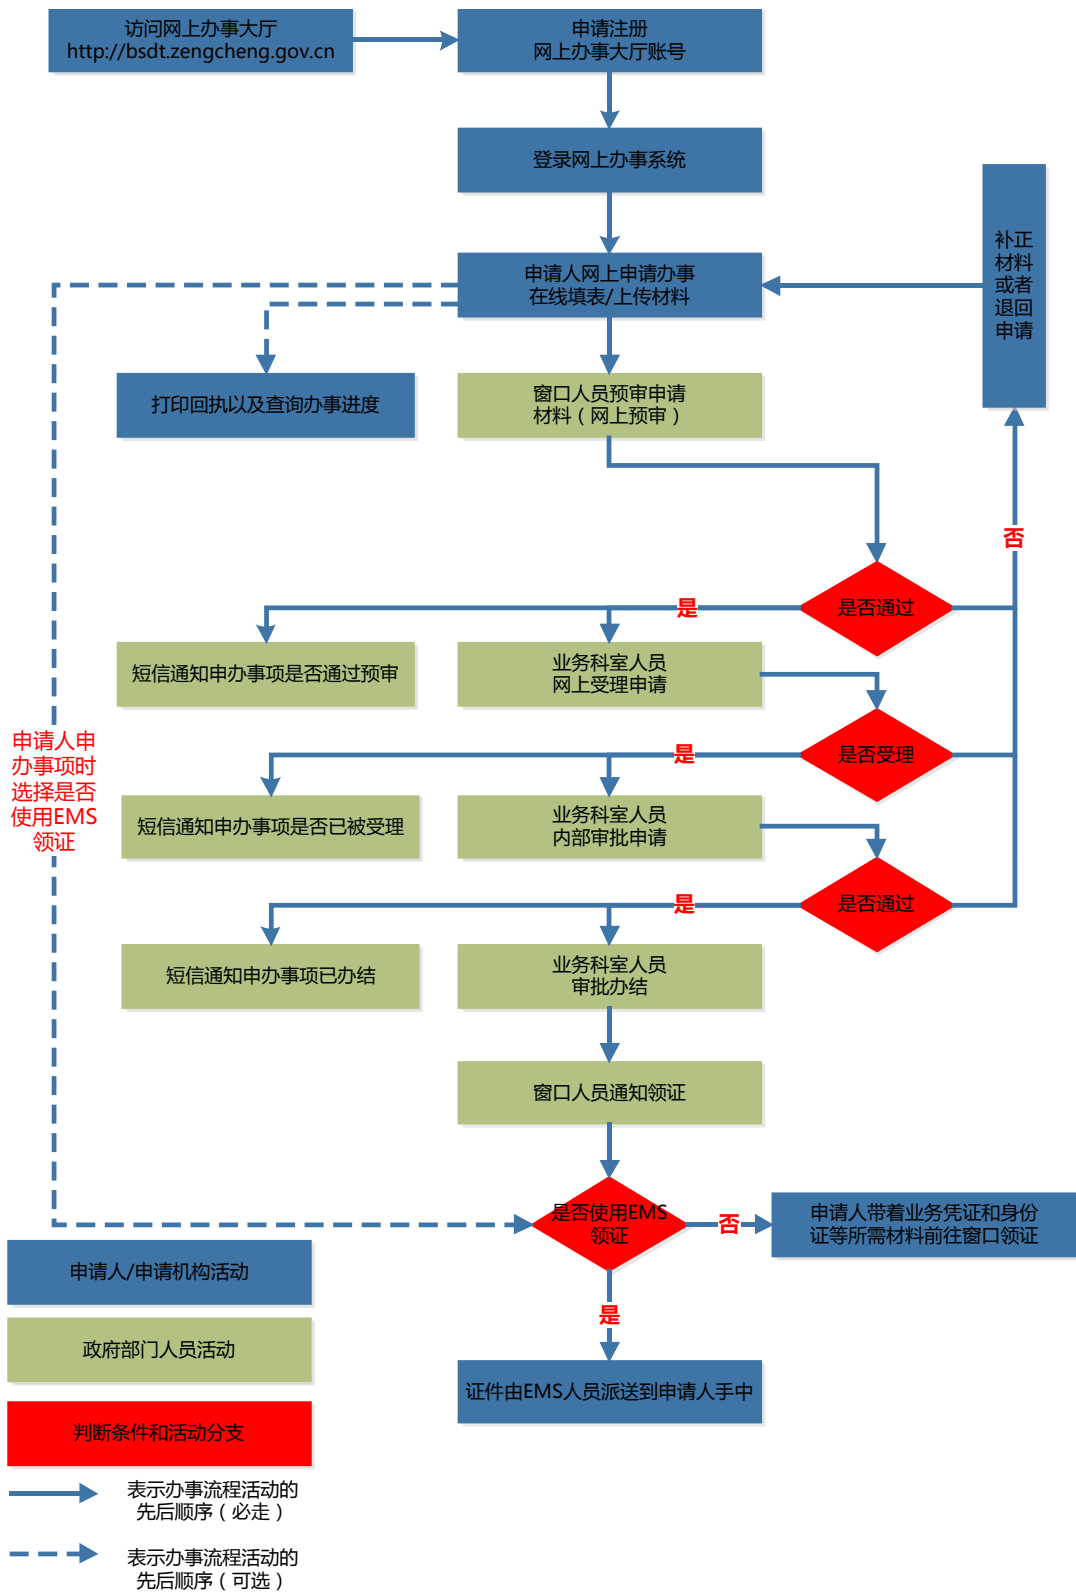 访问网上办事大厅
http://bsdt.zengcheng.gov.cn
申请注册
网上办事大厅账号
登录网上办事系统
申请人网上申请办事
在线填表/上传材料
补正
材料
或者
退回
申请
打印回执以及查询办事进度
窗口人员预审申请
材料（网上预审）
否
是否通过
是
短信通知申办事项是否通过预审
业务科室人员
网上受理申请
申请人申
办事项时
选择是否
使用EMS
领证
是否受理
是
短信通知申办事项是否已被受理
业务科室人员
内部审批申请
是否通过
是
短信通知申办事项已办结
业务科室人员
审批办结
窗口人员通知领证
是否使用EMS
领证
否
申请人带着业务凭证和身份
证等所需材料前往窗口领证
是
证件由EMS人员派送到申请人手中
申请人/申请机构活动
政府部门人员活动
判断条件和活动分支
表示办事流程活动的
先后顺序（必走）
表示办事流程活动的
先后顺序（可选）